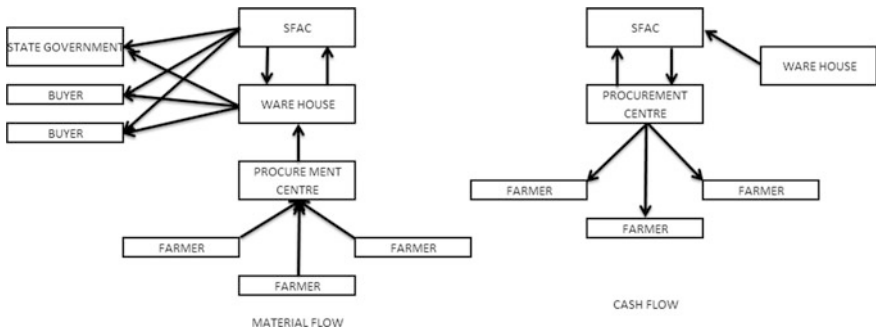 SFAC
STATE GOVERNMENT
BUYER
WARE HOUSE
BUYER
PROCURE MENT
CENTRE
FARMER
FARMER
FARMER
MATERIAL FLOW
SFAC
WARE HOUSE
PROCUREMENT
CENTRE
FARMER
FARMER
FARMER
CASH FLOW